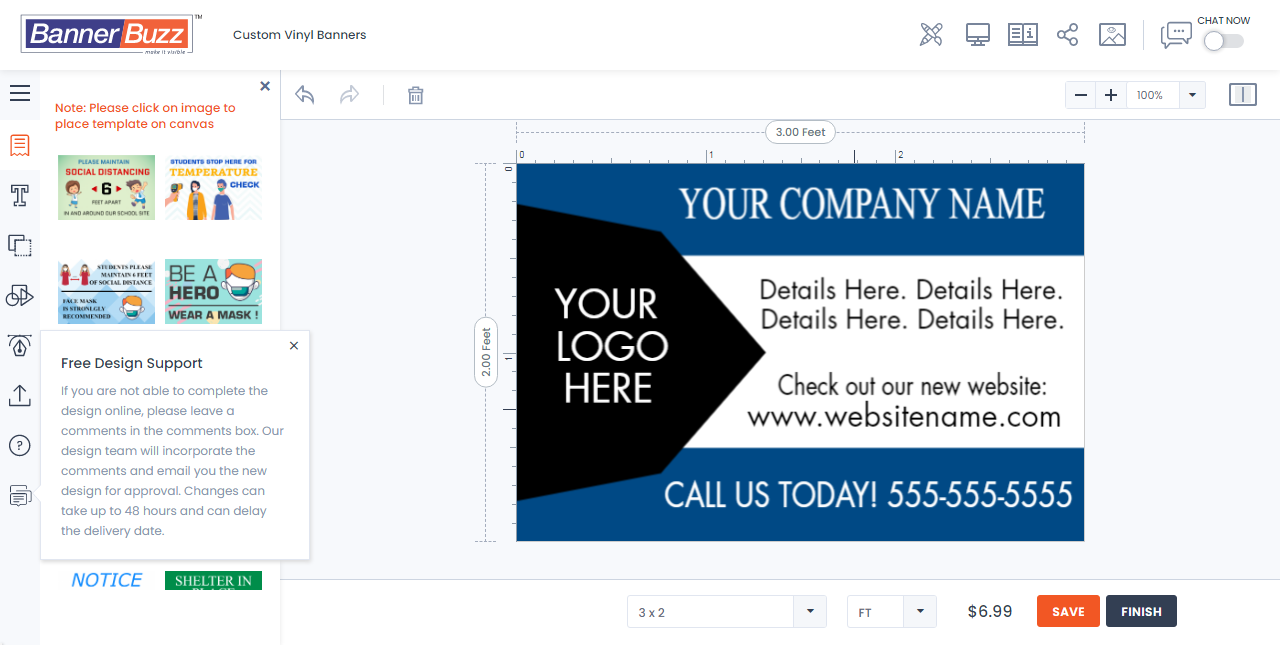 BannerBuzz™
make it visible
Custom Vinyl Banners
CHAT NOW
Note: Please click on image to
place template on canvas
PLEASE MAINTAIN
SOCIAL DISTANCING
6
FEET APART
IN AND AROUND OUR SCHOOL SITE
STUDENTS STOP HERE FOR
TEMPERATURE
CHECK
STUDENTS PLEASE
MAINTAIN 6 FEET
OF SOCIAL DISTANCE
FACE MASK
IS STRONLGLY
RECOMMENDED
BE A
HERO
WEAR A MASK !
Free Design Support
If you are not able to complete the
design online, please leave a
comments in the comments box. Our
design team will incorporate the
comments and email you the new
design for approval. Changes can
take up to 48 hours and can delay
the delivery date.
NOTICE
SHELTER IN
PLACE
100%
3.00 Feet
0
1
2
0
1
2.00 Feet
YOUR COMPANY NAME
YOUR
LOGO
HERE
Details Here. Details Here.
Details Here. Details Here.
Check out our new website:
www.websitename.com
CALL US TODAY! 555-555-5555
3 x 2
FT
$6.99
SAVE
FINISH